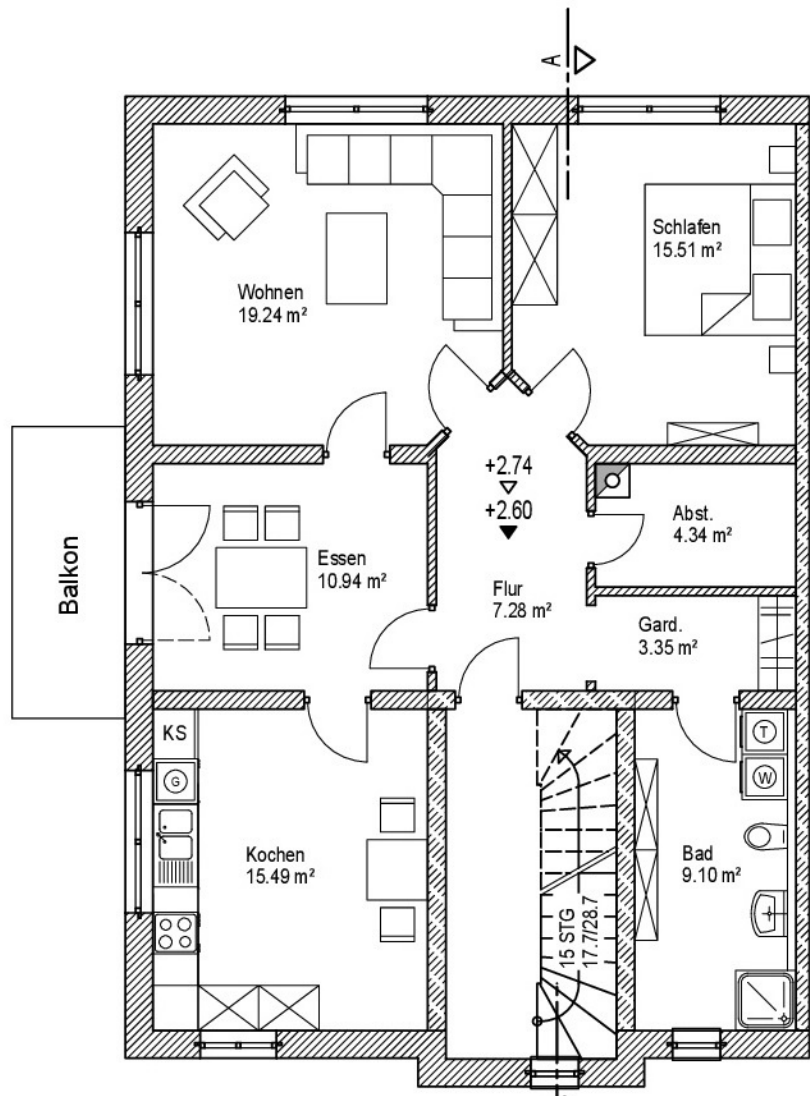 A
Schlafen
15.51 m²
Wohnen
19.24 m²
+2.74
+2.60
Abst.
4.34 m²
Balkon
Essen
10.94 m²
Flur
7.28 m²
Gard.
3.35 m²
KS
G
T
W
Kochen
15.49 m²
Bad
9.10 m²
15 STG
17.7/28.7